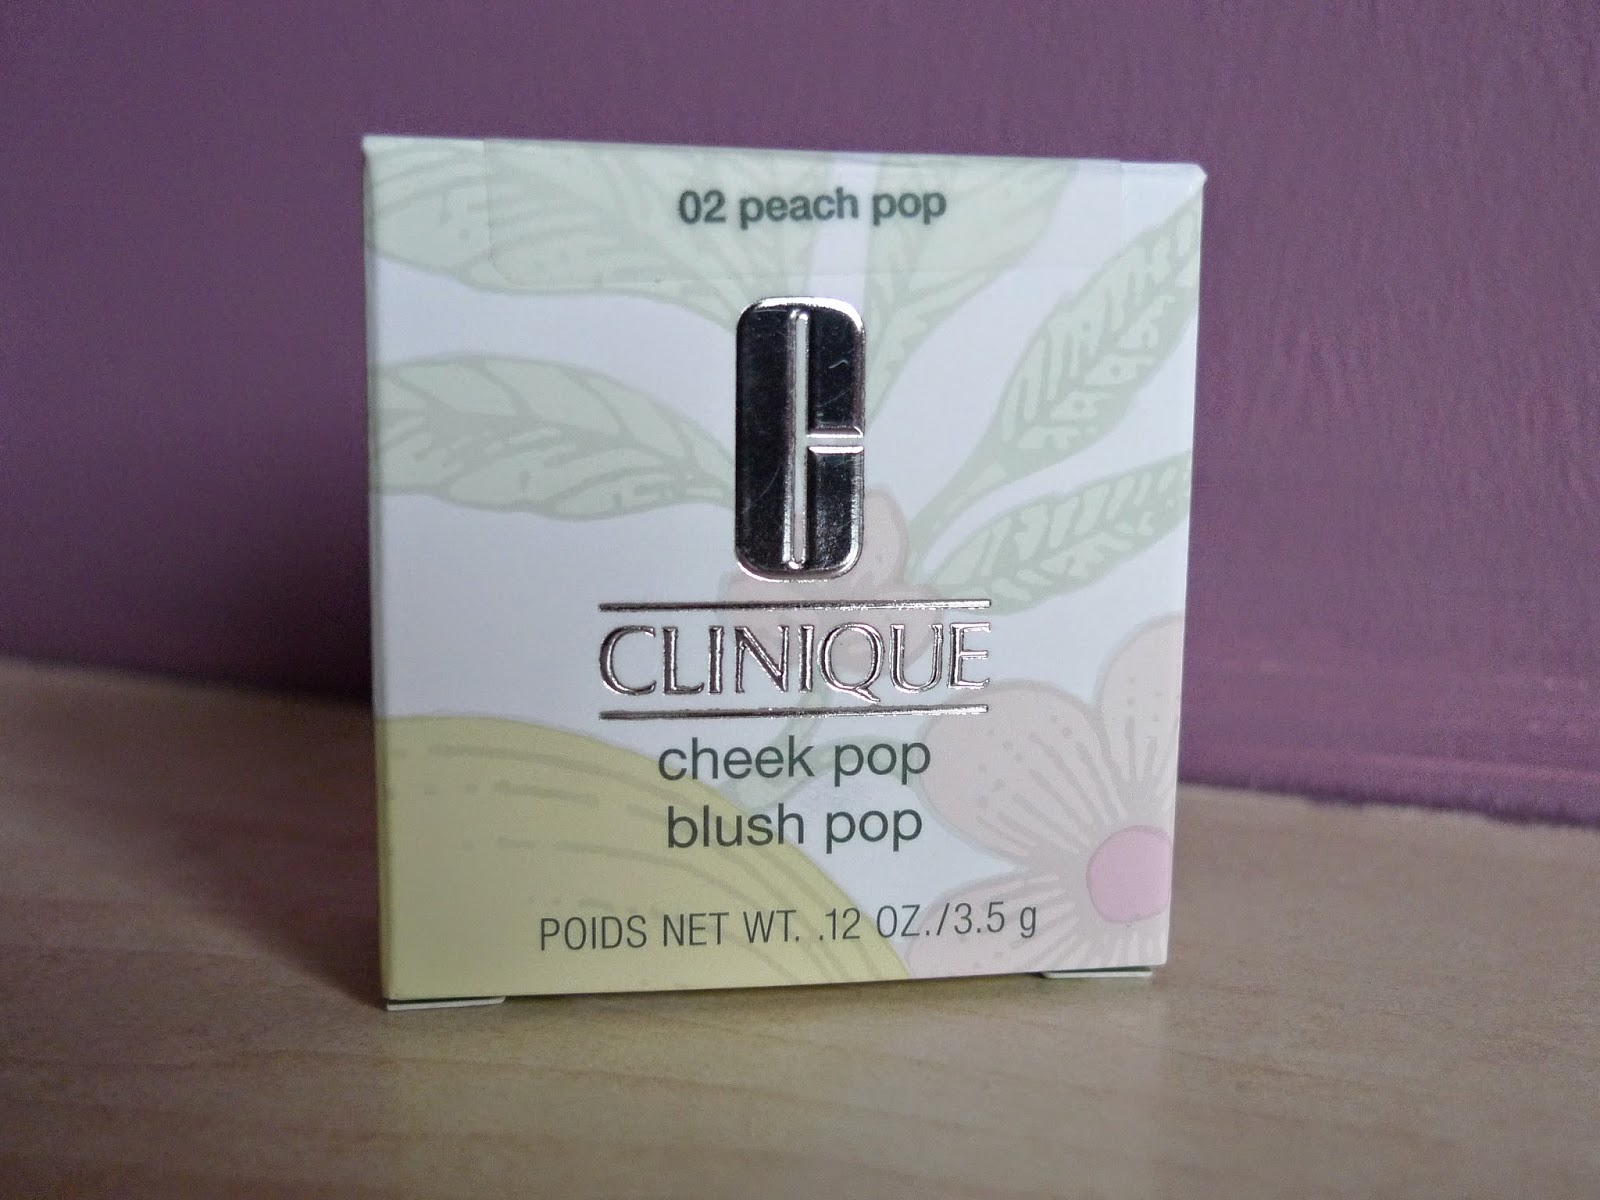 02 peach pop
CLINIQUE
cheek pop
blush pop
POIDS NET WT. .12 OZ./3.5 g